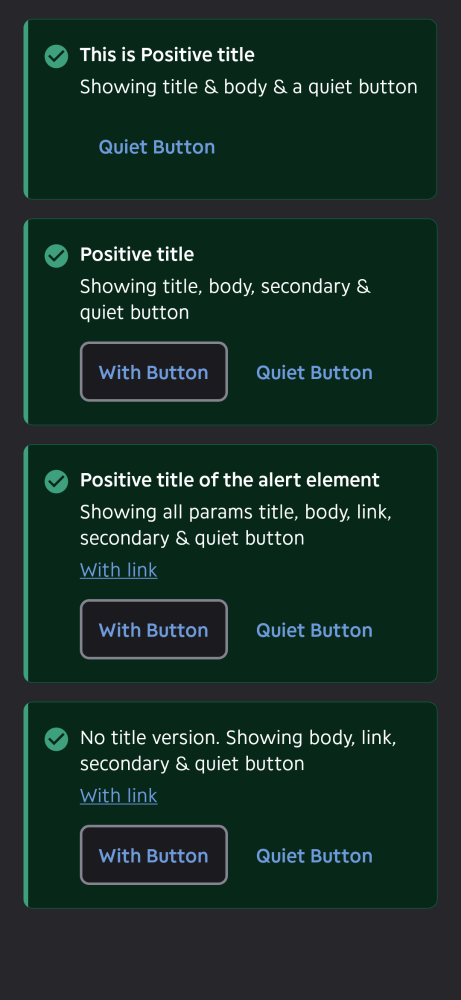 This is Positive title
Showing title & body & a quiet button
Quiet Button
Positive title
Showing title, body, secondary &
quiet button
With Button Quiet Button
Positive title of the alert element
Showing all params title, body, link,
secondary & quiet button
With link
With Button Quiet Button
No title version. Showing body, link,
secondary & quiet button
With link
With Button Quiet Button